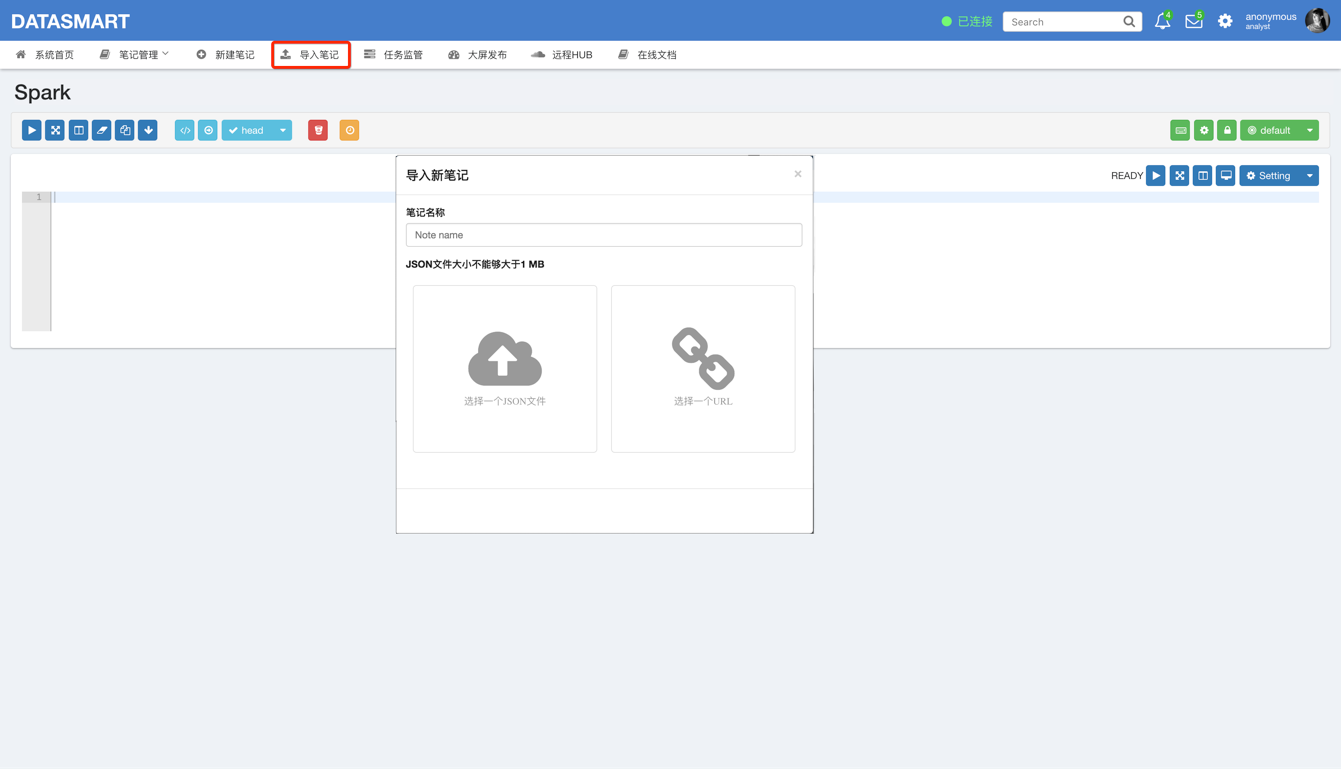 DATASMART
已连接
Search
4
5
anonymous
analyst
系统首页
笔记管理
新建笔记
导入笔记
任务监管
大屏发布
远程HUB
在线文档
Spark
head
default
导入新笔记
×
READY
Setting
1
笔记名称
Note name
JSON文件大小不能够大于1 MB
选择一个JSON文件
选择一个URL